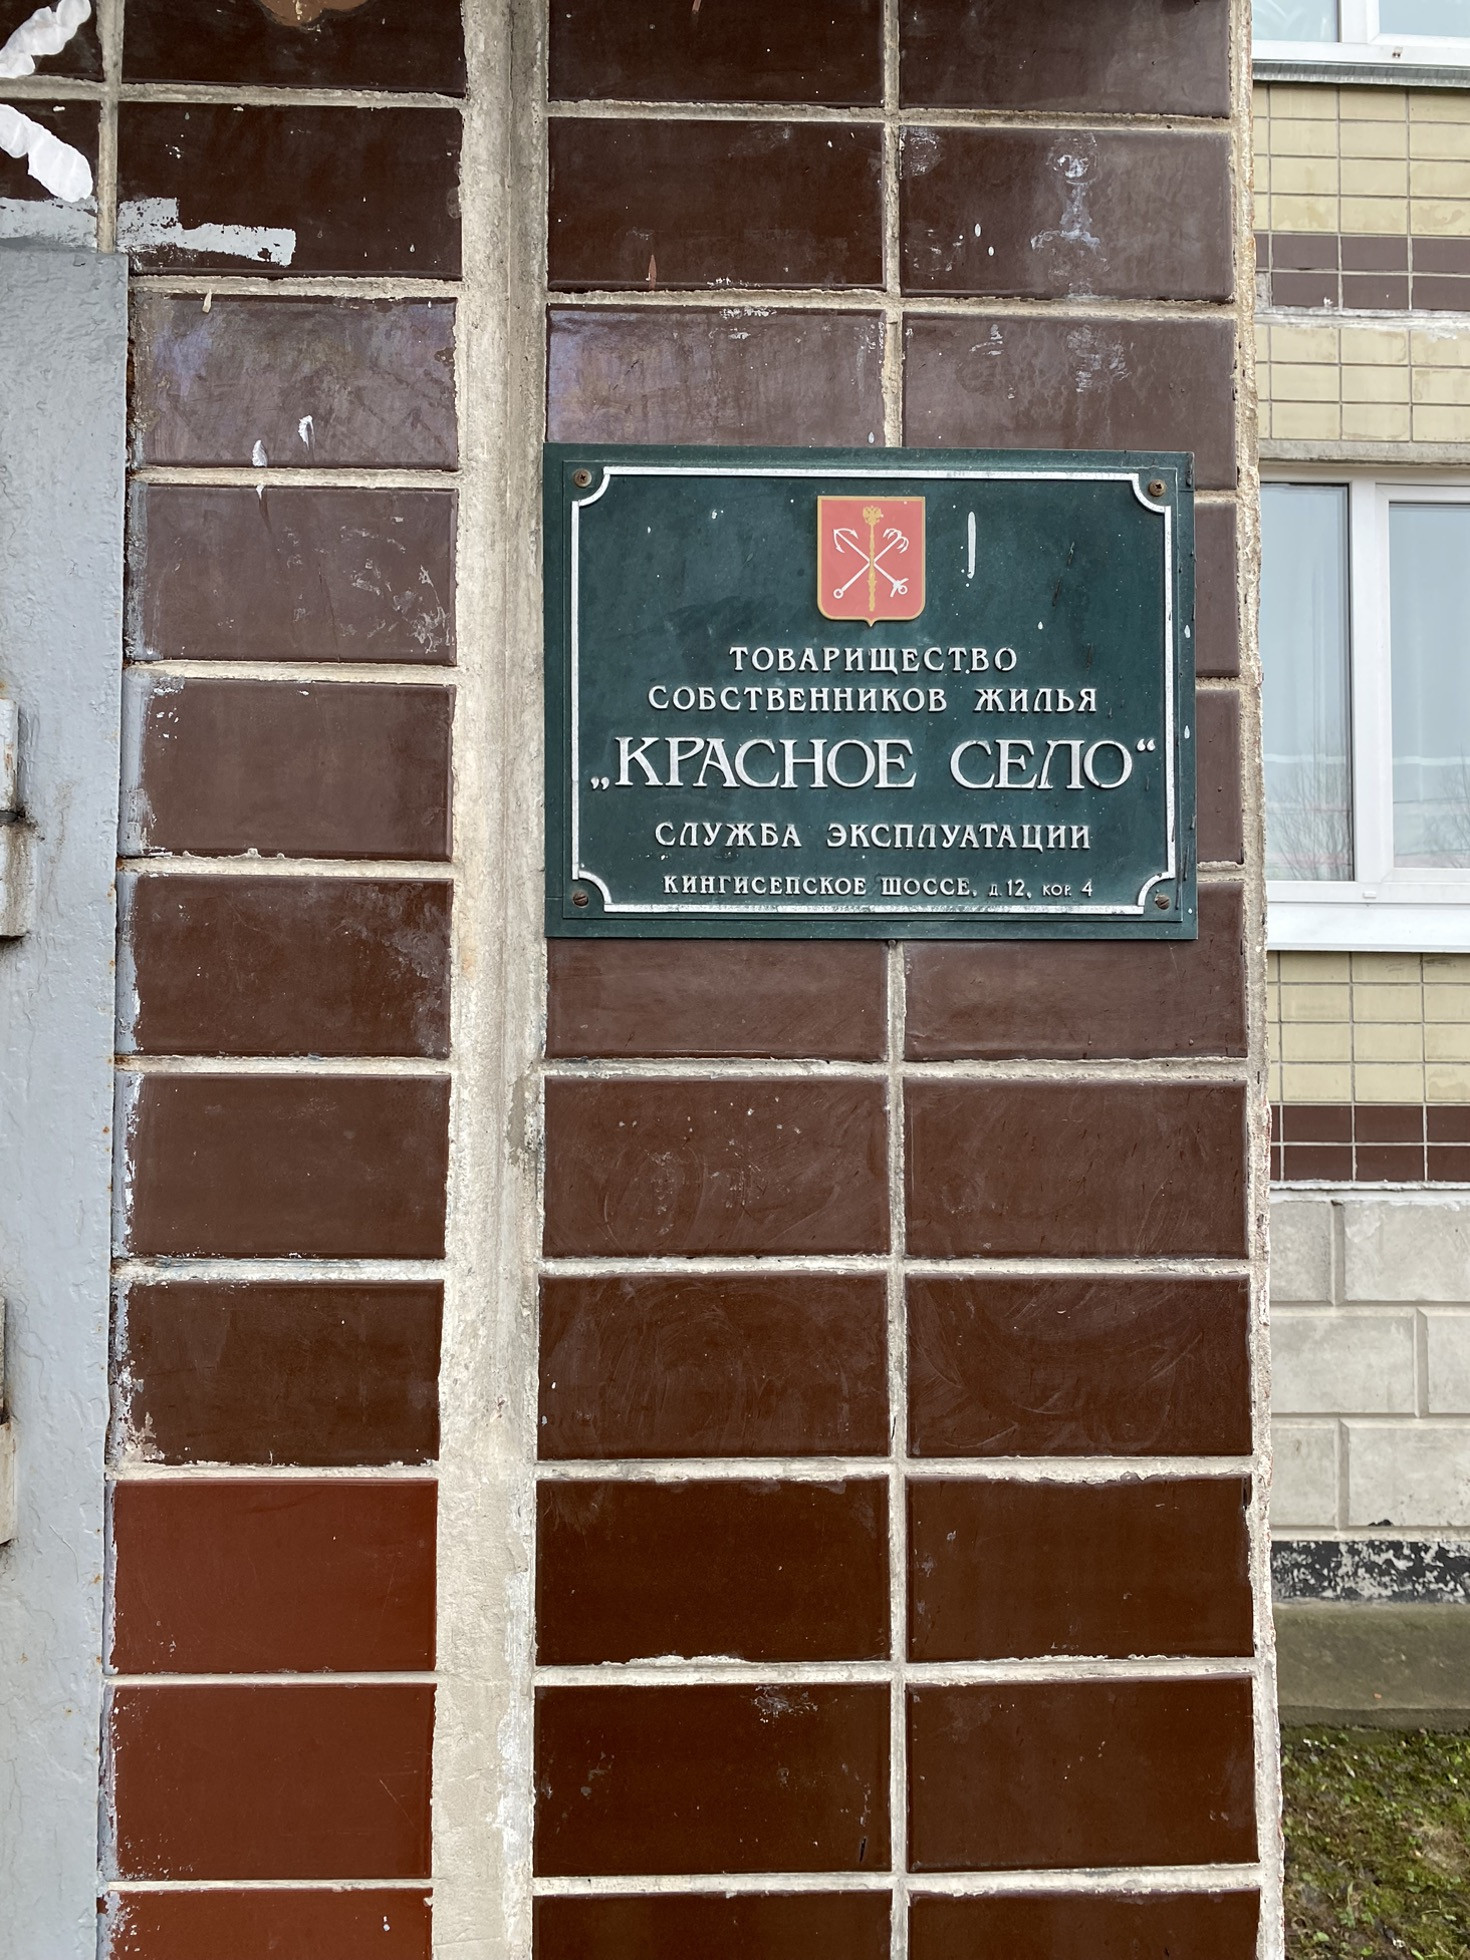 ТОВАРИЩЕСТВО
СОБСТВЕННИКОВ ЖИЛЬЯ
„КРАСНОЕ СЕЛО“
СЛУЖБА ЭКСПЛУАТАЦИИ
КИНГИСЕПСКОЕ ШОССЕ, Д. 12, КОР. 4